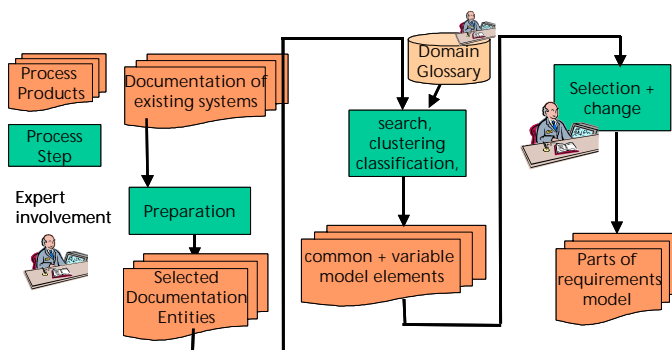 Process
Products
Process
Step
Expert
involvement
Documentation of
existing systems
Preparation
Selected
Documentation
Entities
Domain
Glossary
search,
clustering
classification,
common + variable
model elements
Selection +
change
Parts of
requirements
model